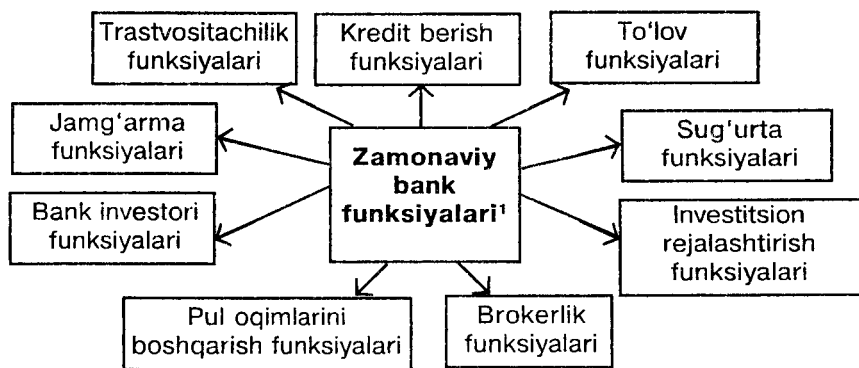 Trastvositachilik
funksiyalari
Kredit berish
funksiyalari
To‘lov
funksiyalari
Jamg‘arma
funksiyalari
Zamonaviy
bank
funksiyalari¹
Sug‘urta
funksiyalari
Bank investori
funksiyalari
Investitsion
rejalashtirish
funksiyalari
Pul oqimlarini
boshqarish funksiyalari
Brokerlik
funksiyalari